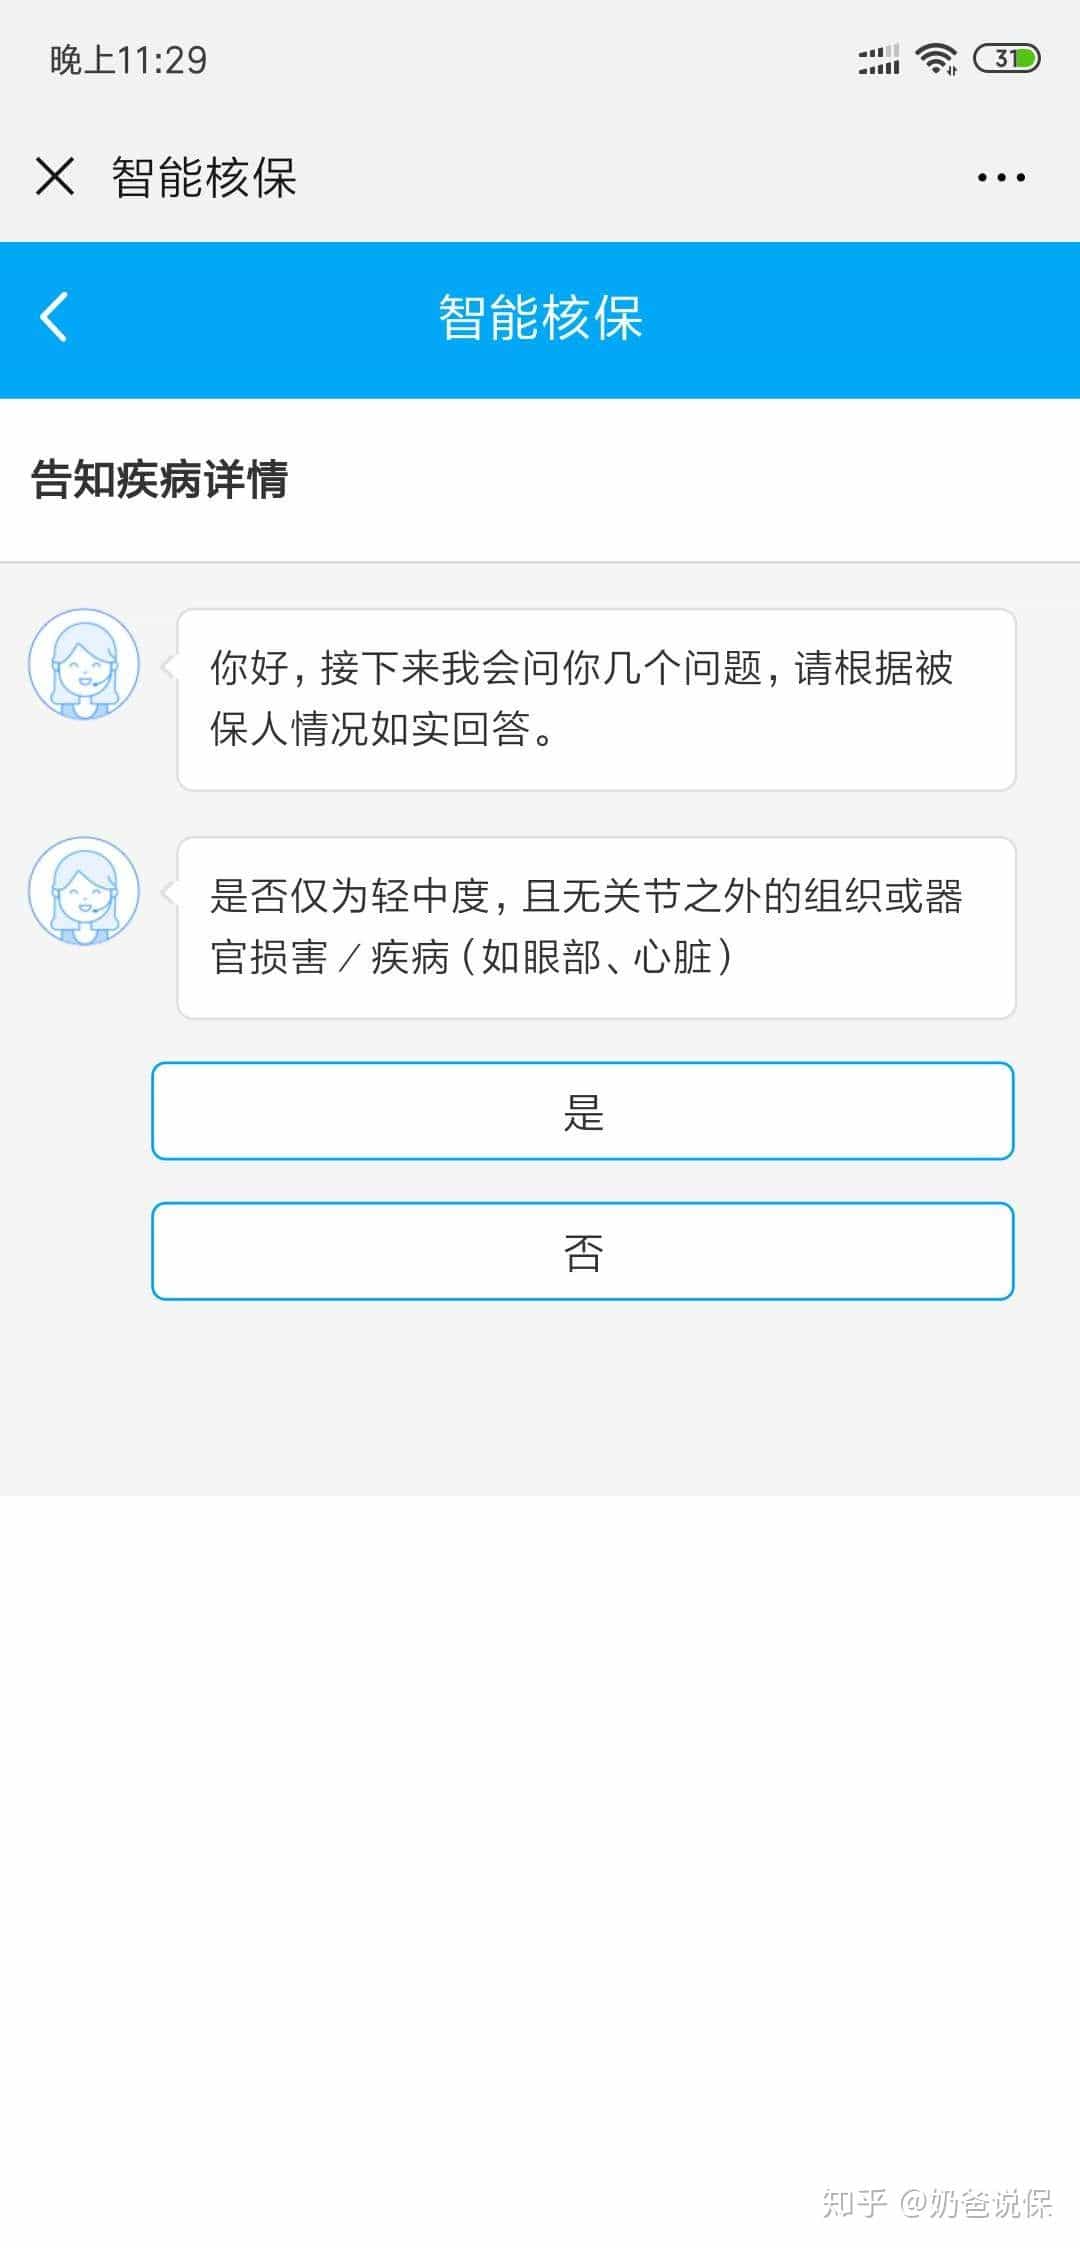 晚上11:29
31
智能核保
智能核保
告知疾病详情
你好,接下来我会问你几个问题,请根据被
保人情况如实回答。
是否仅为轻中度,且无关节之外的组织或器
官损害/疾病(如眼部、心脏)
是
否
知乎 @奶爸说保